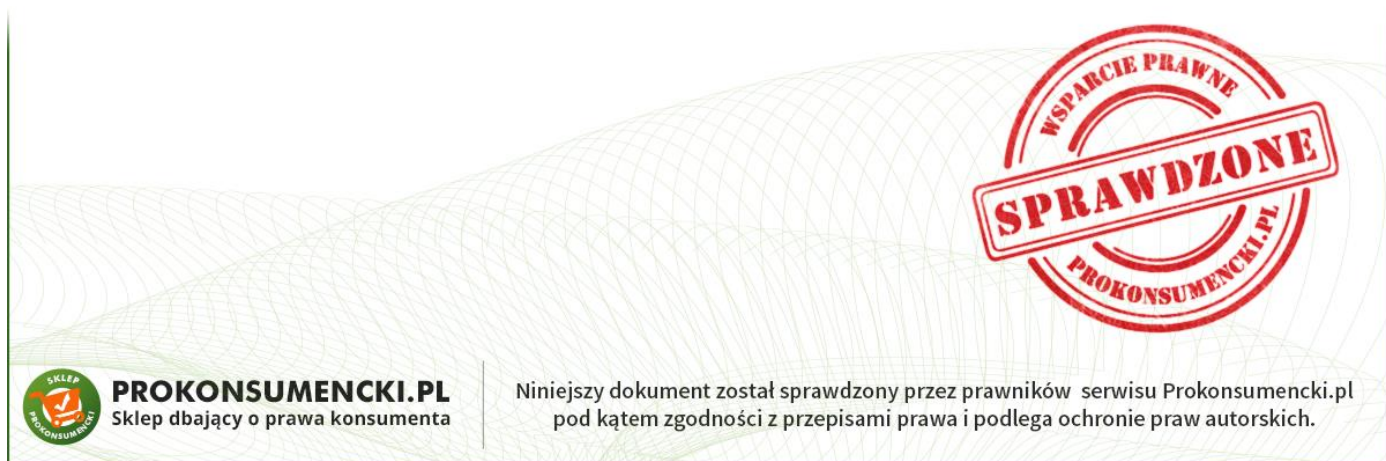 WSPARCIE PRAWNE
SPRAWDZONE
PROKONSUMENCKI.PL
SKLEP
PROKONSUMENCKI
PROKONSUMENCKI.PL
Sklep dbający o prawa konsumenta
Niniejszy dokument został sprawdzony przez prawników serwisu Prokonsumencki.pl
pod kątem zgodności z przepisami prawa i podlega ochronie praw autorskich.